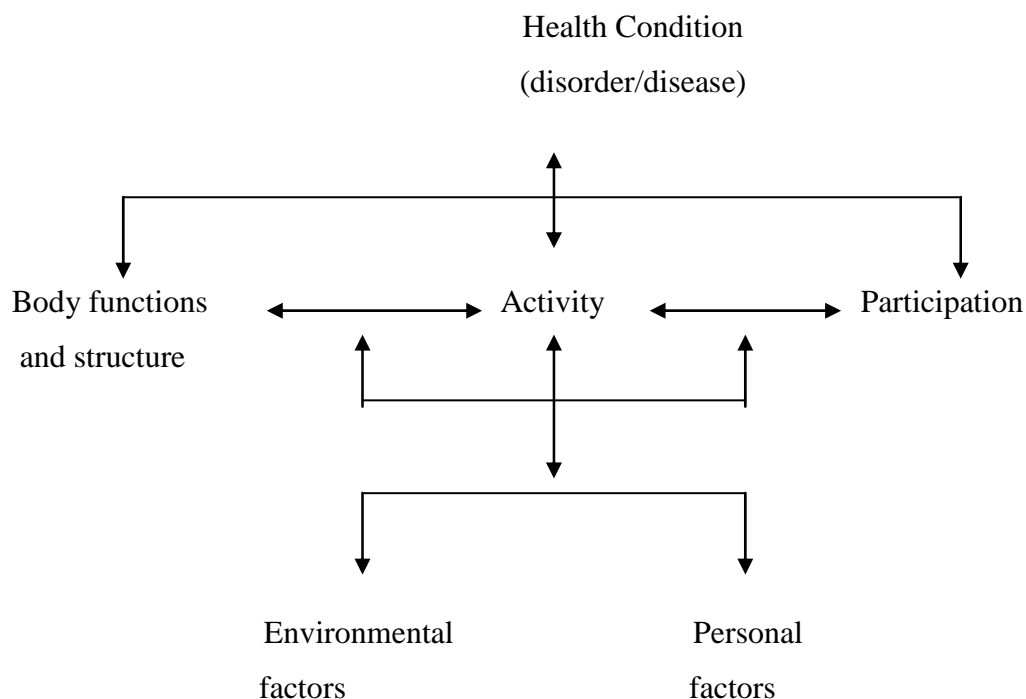 Health Condition
(disorder/disease)
Body functions
and structure
Activity
Participation
Environmental
factors
Personal
factors